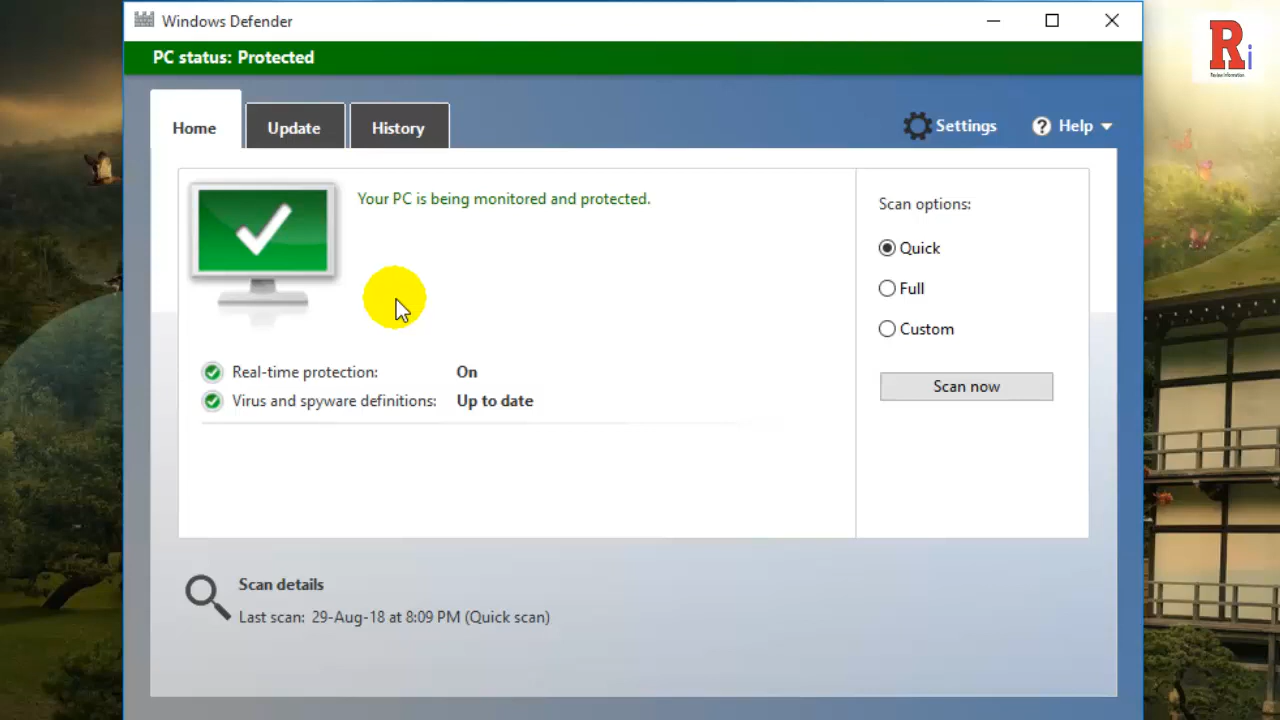 Windows Defender
PC status: Protected
Home
Update
History
Settings
Help
Your PC is being monitored and protected.
Scan options:
Quick
Full
Custom
Scan now
Real-time protection: On
Virus and spyware definitions: Up to date
Scan details
Last scan: 29-Aug-18 at 8:09 PM (Quick scan)
Ri
Review Information